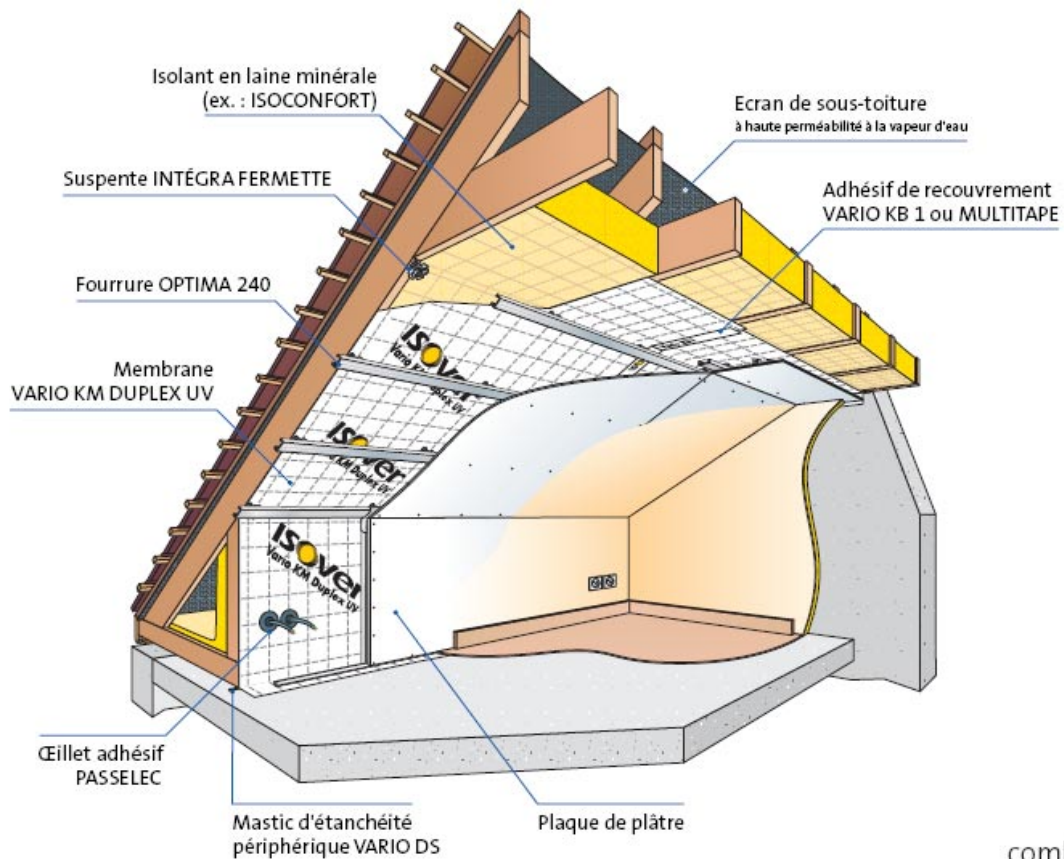 Isolant en laine minérale
(ex. : ISOCONFORT)
Ecran de sous-toiture
à haute perméabilité à la vapeur d'eau
Suspente INTÉGRA FERMETTE
Adhésif de recouvrement
VARIO KB 1 ou MULTITAPE
Fourrure OPTIMA 240
Membrane
VARIO KM DUPLEX UV
ISOVER
Vario KM Duplex UV
ISOVER
Vario KM Duplex UV
ISOVER
Vario KM Duplex UV
Œillet adhésif
PASSELEC
Mastic d'étanchéité
périphérique VARIO DS
Plaque de plâtre
com